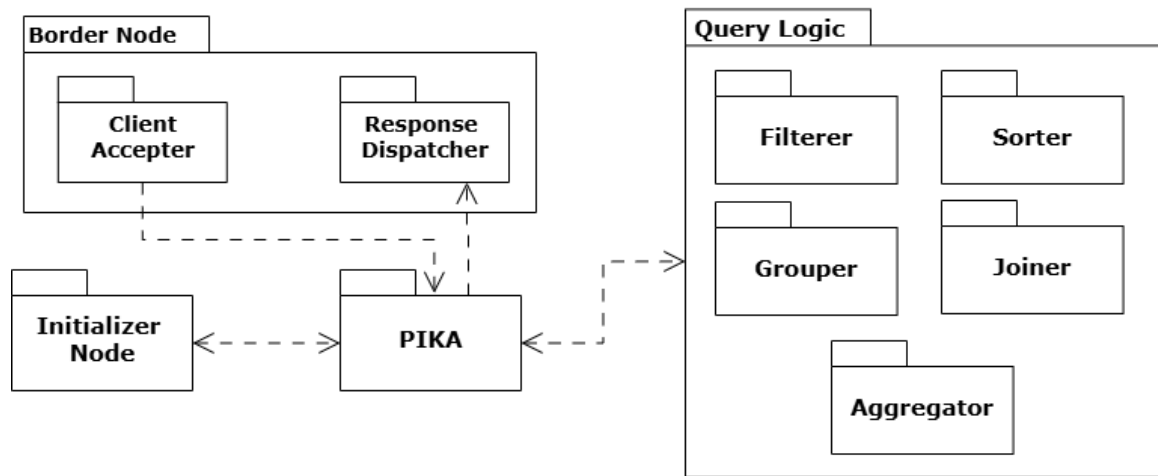 Border Node
Client
Accepter
Response
Dispatcher
Initializer
Node
PIKA
Query Logic
Filterer
Sorter
Grouper
Joiner
Aggregator